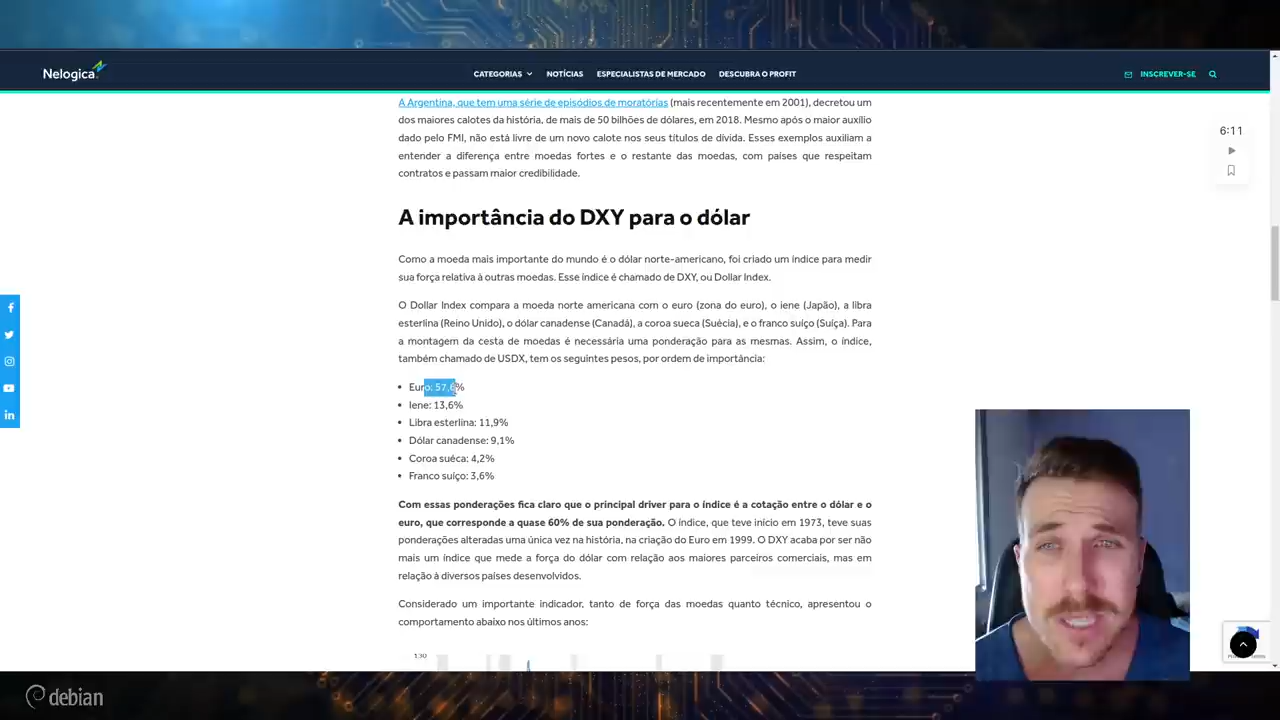 Nelogica
CATEGORIAS NOTÍCIAS ESPECIALISTAS DE MERCADO DESCUBRA O PROFIT INSCREVER-SE
A Argentina, que tem uma série de episódios de moratórias (mais recentemente em 2001), decretou um
dos maiores calotes da história, de mais de 50 bilhões de dólares, em 2018. Mesmo após o maior auxílio
dado pelo FMI, não está livre de um novo calote nos seus títulos de dívida. Esses exemplos auxiliam a
entender a diferença entre moedas fortes e o restante das moedas, com países que respeitam
contratos e passam maior credibilidade.
6:11
A importância do DXY para o dólar
Como a moeda mais importante do mundo é o dólar norte-americano, foi criado um índice para medir
sua força relativa à outras moedas. Esse índice é chamado de DXY, ou Dollar Index.
O Dollar Index compara a moeda norte americana com o euro (zona do euro), o iene (Japão), a libra
esterlina (Reino Unido), o dólar canadense (Canadá), a coroa sueca (Suécia), e o franco suíço (Suíça). Para
a montagem da cesta de moedas é necessária uma ponderação para as mesmas. Assim, o índice,
também chamado de USDX, tem os seguintes pesos, por ordem de importância:
• Euro: 57,6%
• Iene: 13,6%
• Libra esterlina: 11,9%
• Dólar canadense: 9,1%
• Coroa suéca: 4,2%
• Franco suíço: 3,6%
Com essas ponderações fica claro que o principal driver para o índice é a cotação entre o dólar e o
euro, que corresponde a quase 60% de sua ponderação. O índice, que teve início em 1973, teve suas
ponderações alteradas uma única vez na história, na criação do Euro em 1999. O DXY acaba por ser não
mais um índice que mede a força do dólar com relação aos maiores parceiros comerciais, mas em
relação à diversos países desenvolvidos.
Considerado um importante indicador, tanto de força das moedas quanto técnico, apresentou o
comportamento abaixo nos últimos anos:
130
debian